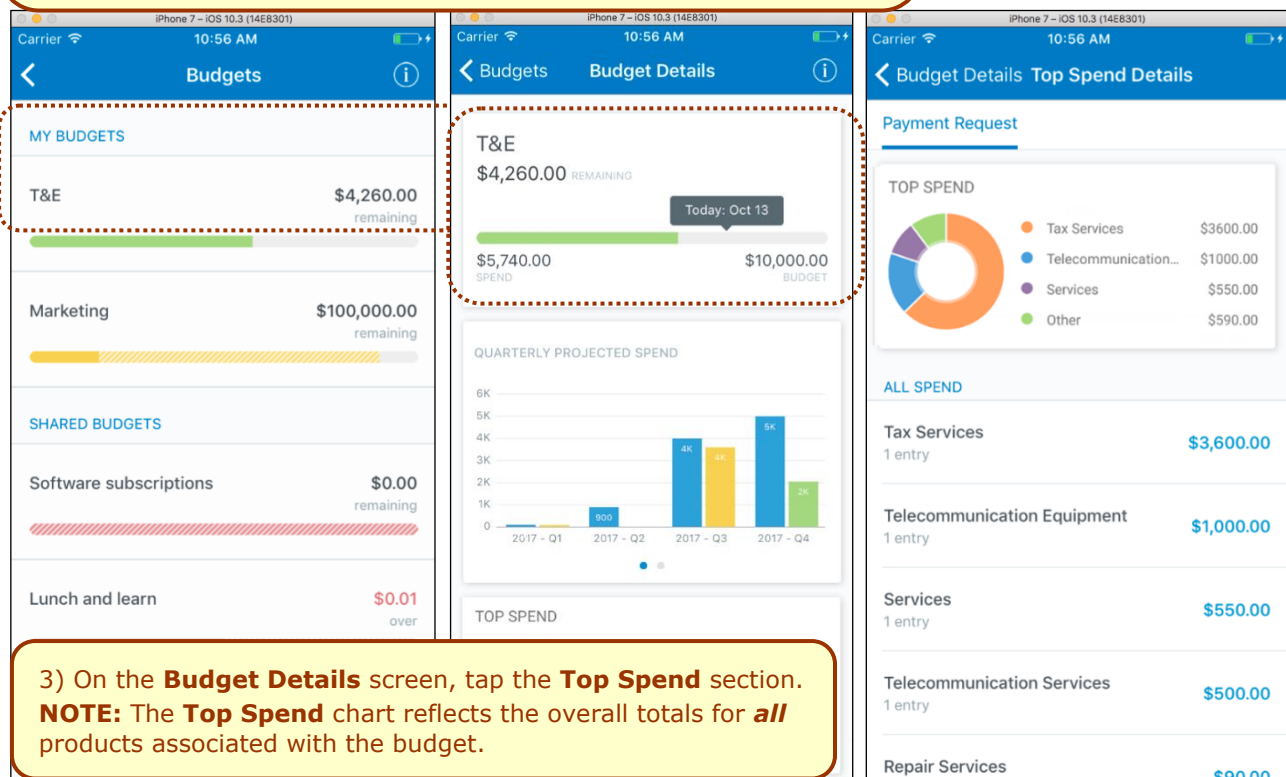 iPhone 7 – iOS 10.3 (14E8301)
Carrier 10:56 AM
Budgets
MY BUDGETS
T&E $4,260.00
remaining
Marketing $100,000.00
remaining
SHARED BUDGETS
Software subscriptions $0.00
remaining
Lunch and learn $0.01
over
iPhone 7 – iOS 10.3 (14E8301)
Carrier 10:56 AM
Budgets Budget Details
T&E
$4,260.00 REMAINING
Today: Oct 13
$5,740.00 $10,000.00
SPEND BUDGET
QUARTERLY PROJECTED SPEND
6K
5K
4K
3K
2K
1K
0
900
4K
4K
5K
2K
2017 - Q1 2017 - Q2 2017 - Q3 2017 - Q4
TOP SPEND
3) On the Budget Details screen, tap the Top Spend section.
NOTE: The Top Spend chart reflects the overall totals for all
products associated with the budget.
iPhone 7 – iOS 10.3 (14E8301)
Carrier 10:56 AM
Budget Details Top Spend Details
Payment Request
TOP SPEND
Tax Services $3600.00
Telecommunication... $1000.00
Services $550.00
Other $590.00
ALL SPEND
Tax Services $3,600.00
1 entry
Telecommunication Equipment $1,000.00
1 entry
Services $550.00
1 entry
Telecommunication Services $500.00
1 entry
Repair Services $90.00